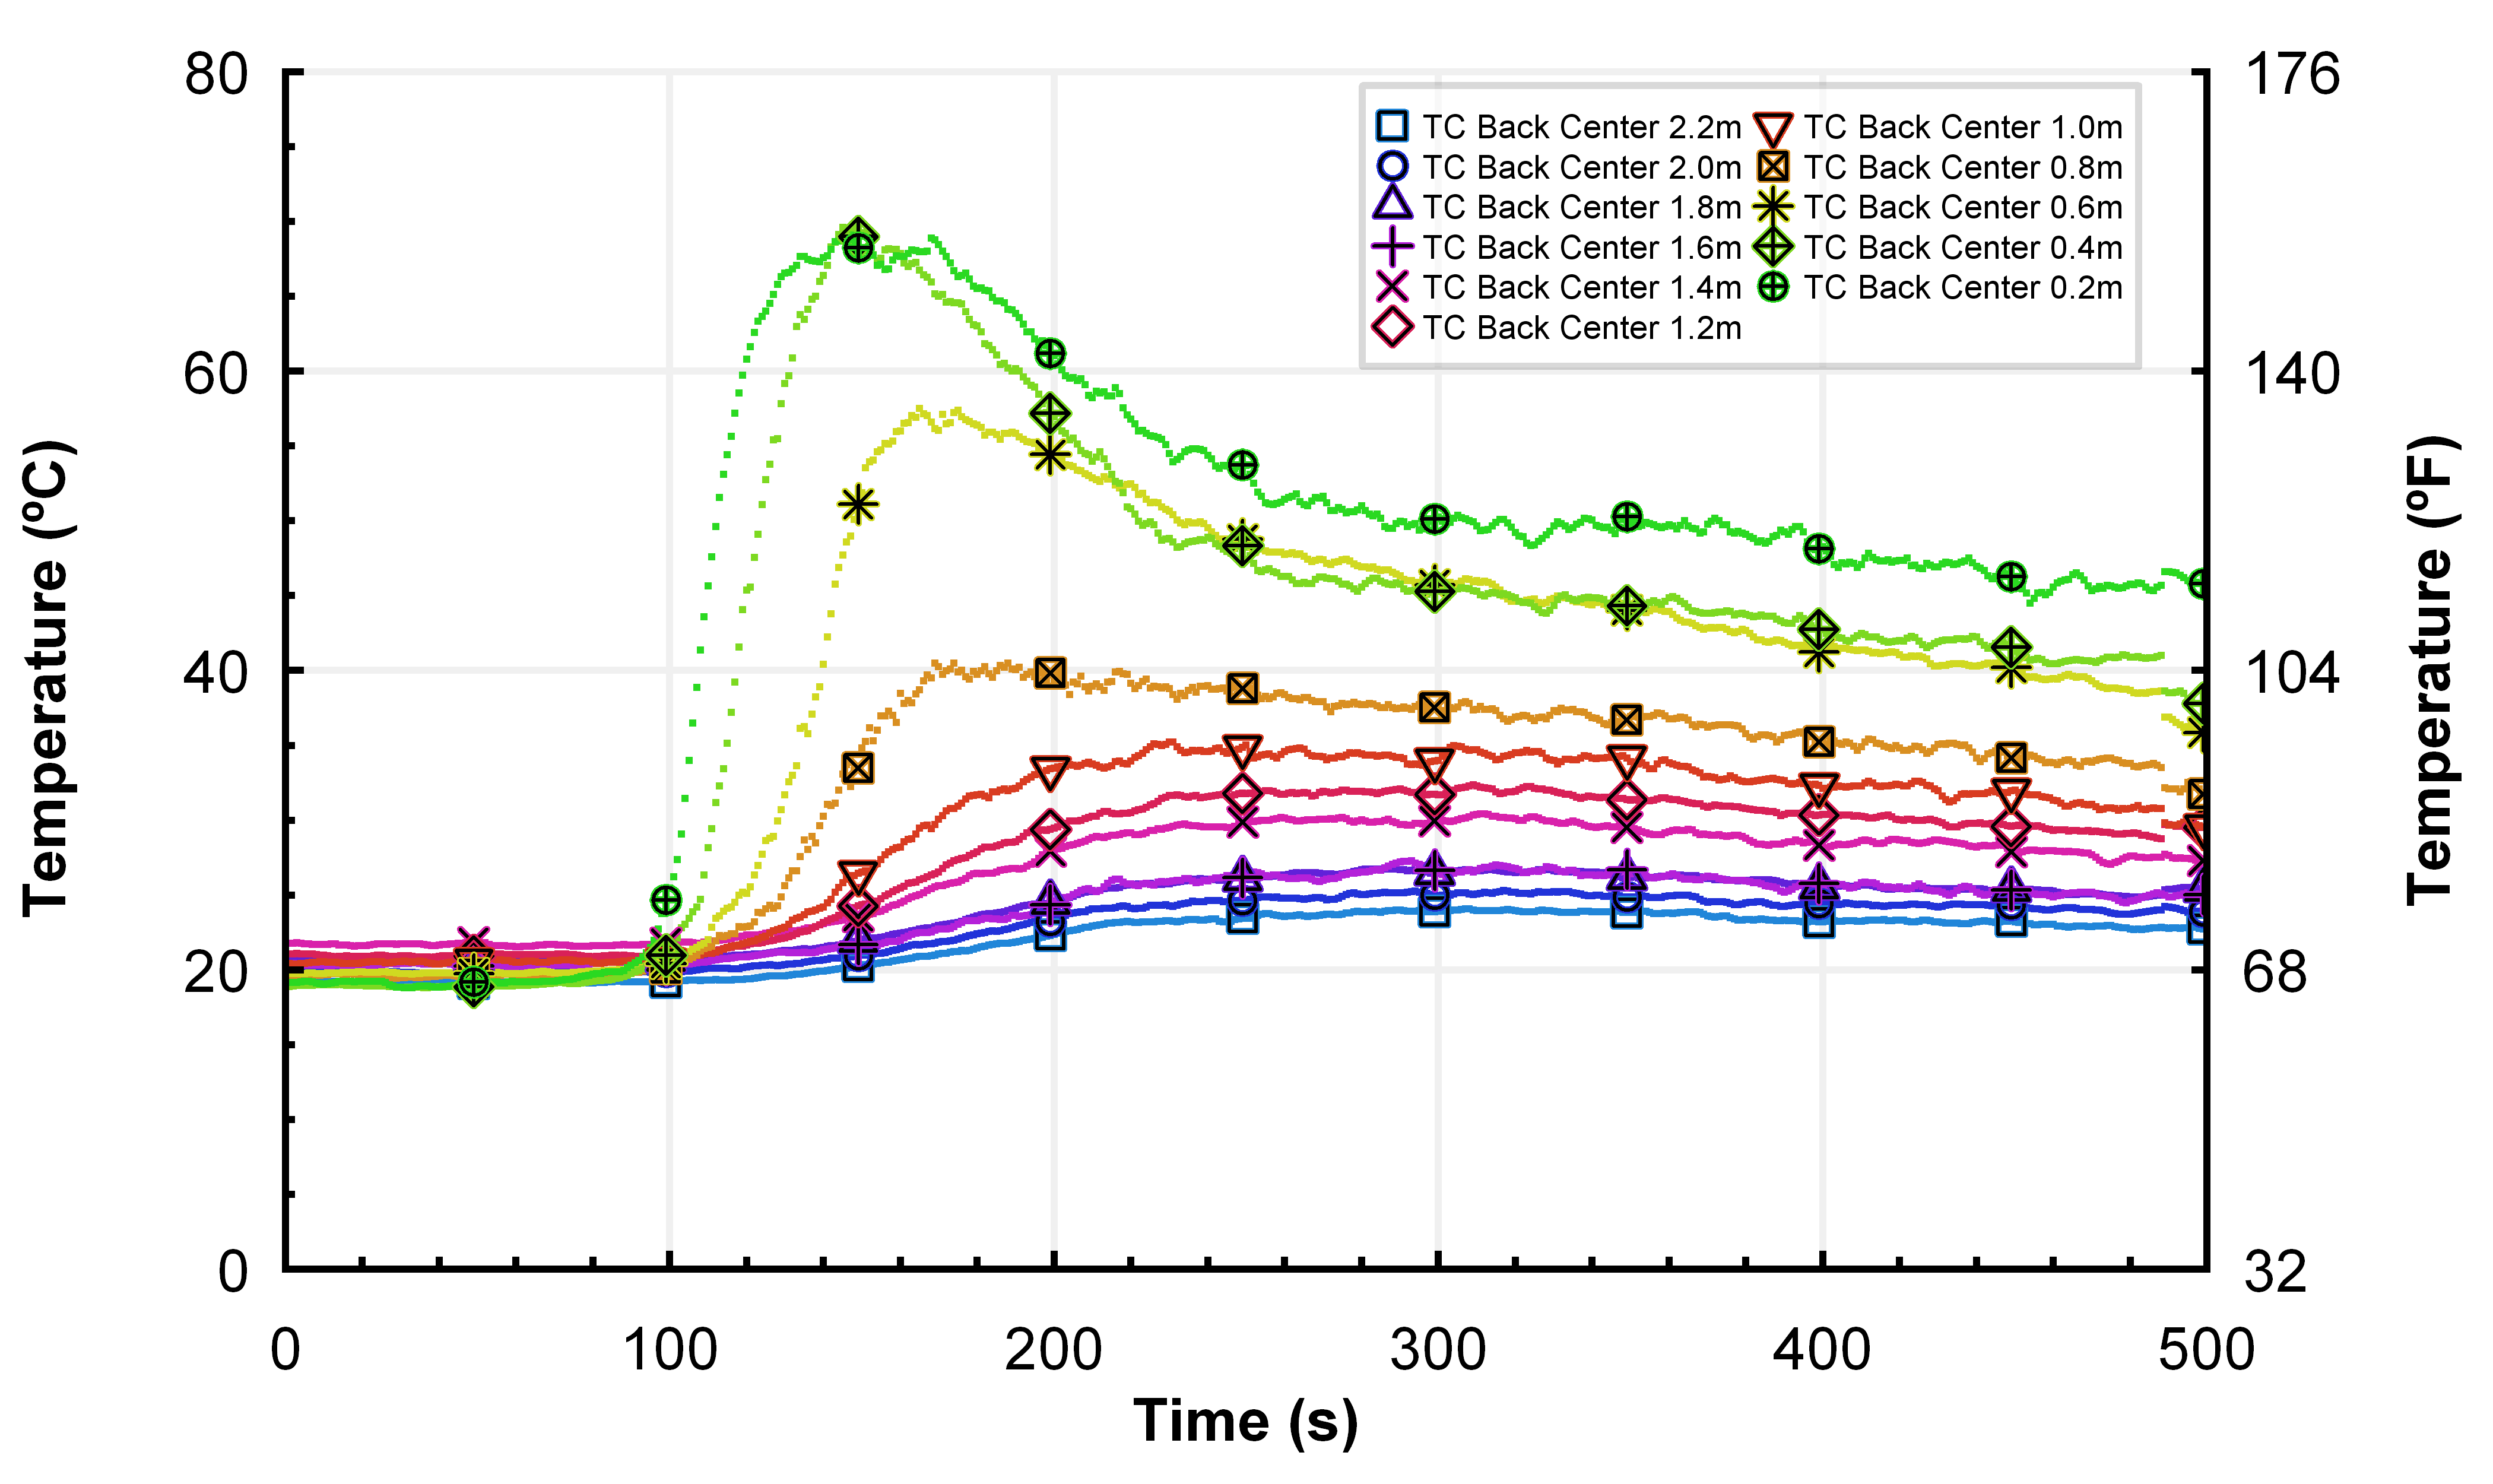 80
60
40
20
0
Temperature (ºC)
176
140
104
68
32
Temperature (ºF)
0 100 200 300 400 500
Time (s)
TC Back Center 2.2m
TC Back Center 2.0m
TC Back Center 1.8m
TC Back Center 1.6m
TC Back Center 1.4m
TC Back Center 1.2m
TC Back Center 1.0m
TC Back Center 0.8m
TC Back Center 0.6m
TC Back Center 0.4m
TC Back Center 0.2m